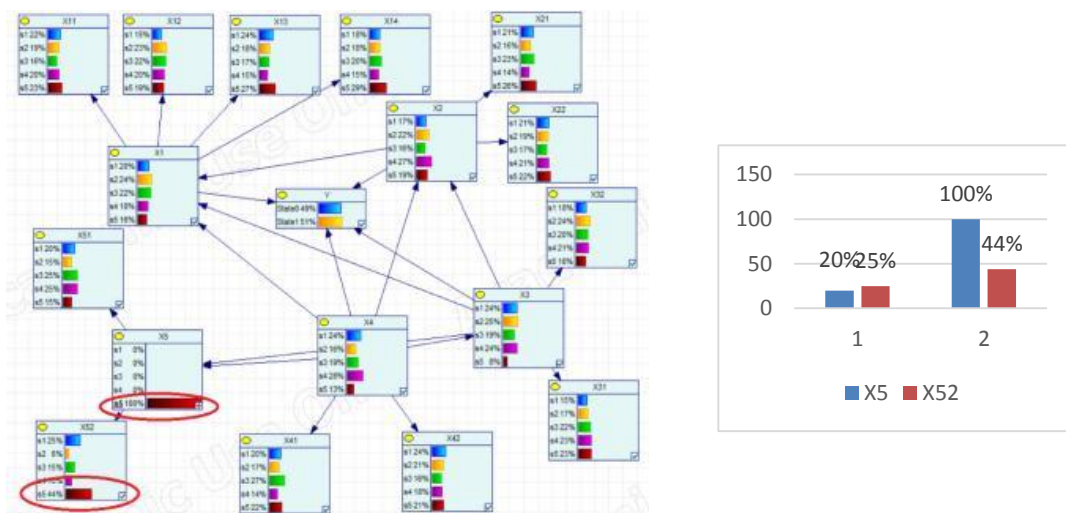 X11
s1 22%
s2 19%
s3 16%
s4 20%
s5 23%
X12
s1 15%
s2 23%
s3 22%
s4 20%
s5 19%
X13
s1 24%
s2 18%
s3 17%
s4 15%
s5 27%
X14
s1 18%
s2 18%
s3 20%
s4 15%
s5 29%
X21
s1 21%
s2 16%
s3 23%
s4 14%
s5 26%
X2
s1 17%
s2 22%
s3 16%
s4 27%
s5 19%
X22
s1 21%
s2 19%
s3 17%
s4 21%
s5 22%
X1
s1 20%
s2 24%
s3 22%
s4 18%
s5 16%
Y
State0 49%
State1 51%
X32
s1 18%
s2 24%
s3 20%
s4 21%
s5 18%
X51
s1 20%
s2 15%
s3 25%
s4 25%
s5 15%
X3
s1 24%
s2 25%
s3 19%
s4 24%
s5 8%
X4
s1 24%
s2 16%
s3 19%
s4 28%
s5 13%
X5
s1 0%
s2 0%
s3 0%
s4 0%
s5 100%
X31
s1 15%
s2 17%
s3 22%
s4 23%
s5 23%
X52
s1 25%
s3 15%
s5 44%
X41
s1 20%
s2 17%
s3 27%
s4 14%
s5 22%
X42
s1 24%
s2 21%
s3 16%
s4 18%
s5 21%
150
100
50
0
20%
25%
100%
44%
1
2
X5
X52